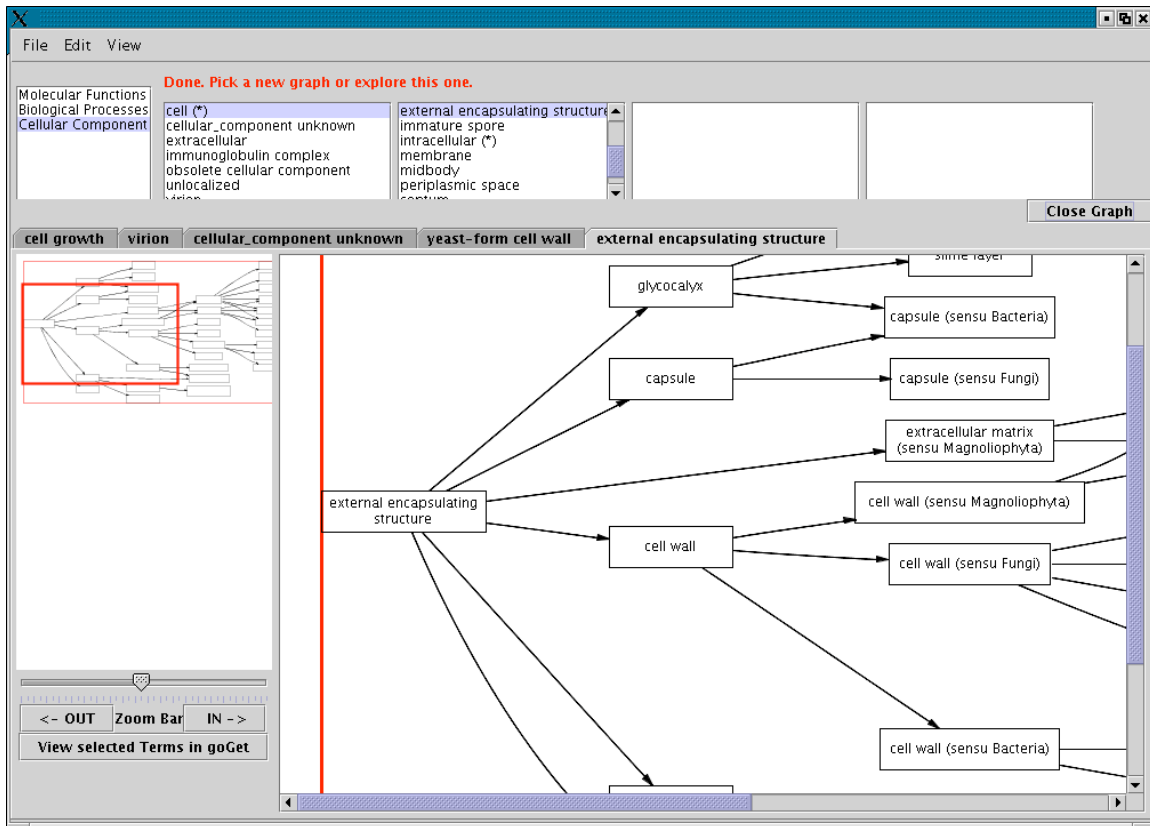 File Edit View
Done. Pick a new graph or explore this one.
Molecular Functions
Biological Processes
Cellular Component
cell (*)
cellular_component unknown
extracellular
immunoglobulin complex
obsolete cellular component
unlocalized
virion
external encapsulating structure
immature spore
intracellular (*)
membrane
midbody
periplasmic space
septum
Close Graph
cell growth virion cellular_component unknown yeast-form cell wall external encapsulating structure
slime layer
glycocalyx
capsule (sensu Bacteria)
capsule
capsule (sensu Fungi)
extracellular matrix
(sensu Magnoliophyta)
external encapsulating
structure
cell wall (sensu Magnoliophyta)
cell wall
cell wall (sensu Fungi)
cell wall (sensu Bacteria)
<- OUT Zoom Bar IN ->
View selected Terms in goGet